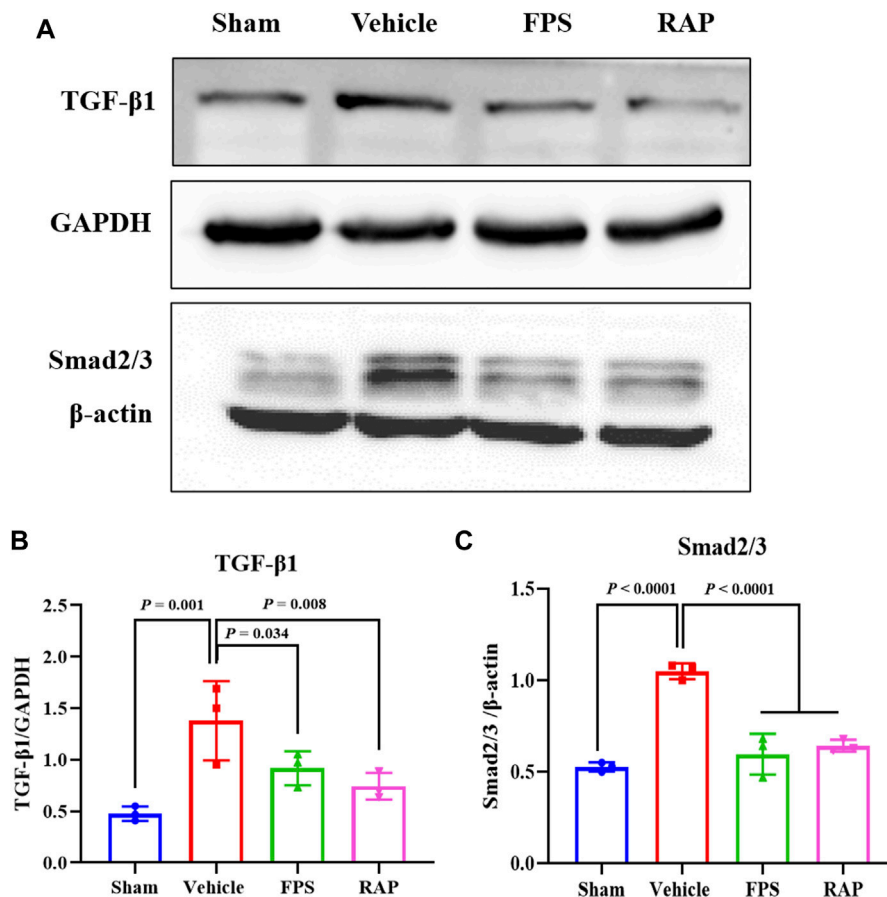 A
Sham Vehicle FPS RAP
TGF-β1
GAPDH
Smad2/3
β-actin
B
TGF-β1
P = 0.001
P = 0.008
P = 0.034
TGF-β1/GAPDH
2.5
2.0
1.5
1.0
0.5
0.0
Sham Vehicle FPS RAP
C
Smad2/3
P < 0.0001 P < 0.0001
Smad2/3 /β-actin
1.5
1.0
0.5
0.0
Sham Vehicle FPS RAP